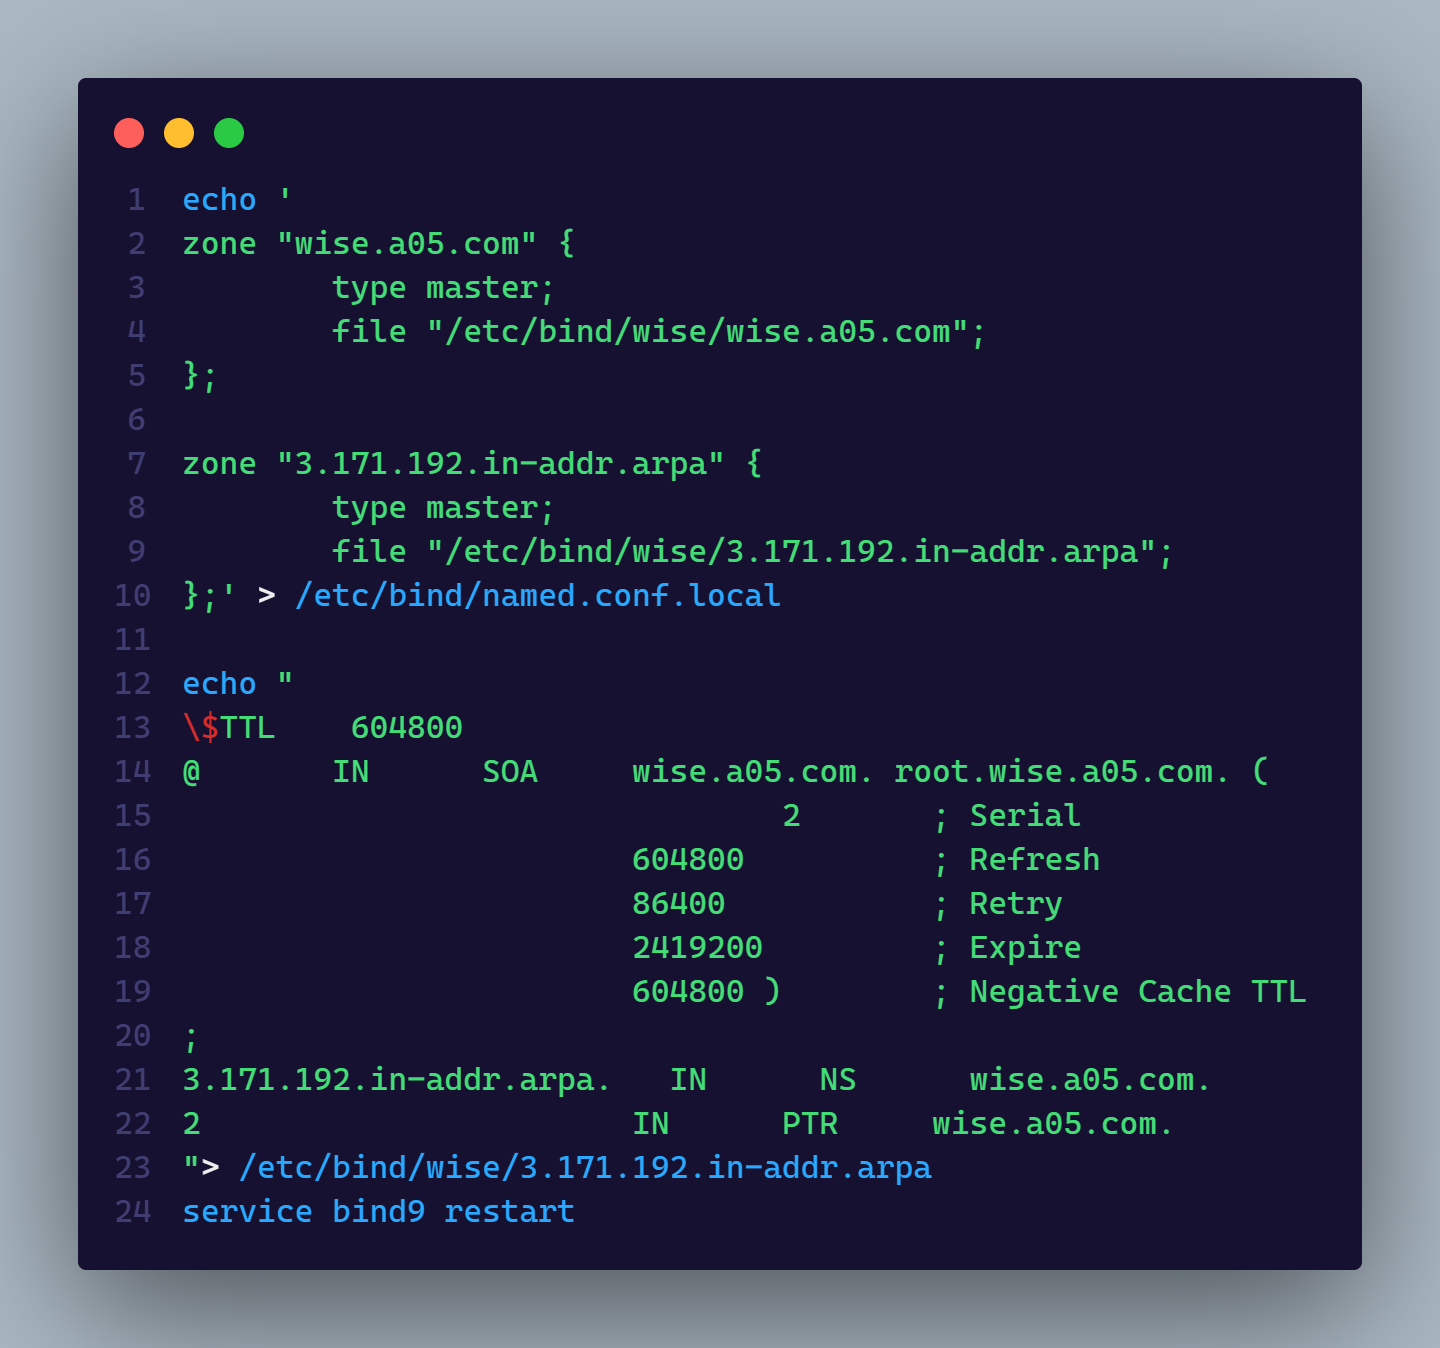 1 echo '
2 zone "wise.a05.com" {
3         type master;
4         file "/etc/bind/wise/wise.a05.com";
5 };
6
7 zone "3.171.192.in-addr.arpa" {
8         type master;
9         file "/etc/bind/wise/3.171.192.in-addr.arpa";
10 };' > /etc/bind/named.conf.local
11
12 echo "
13 \$TTL    604800
14 @       IN      SOA     wise.a05.com. root.wise.a05.com. (
15                                 2       ; Serial
16                         604800          ; Refresh
17                         86400           ; Retry
18                         2419200         ; Expire
19                         604800 )        ; Negative Cache TTL
20 ;
21 3.171.192.in-addr.arpa.   IN      NS      wise.a05.com.
22 2                       IN      PTR     wise.a05.com.
23 "> /etc/bind/wise/3.171.192.in-addr.arpa
24 service bind9 restart